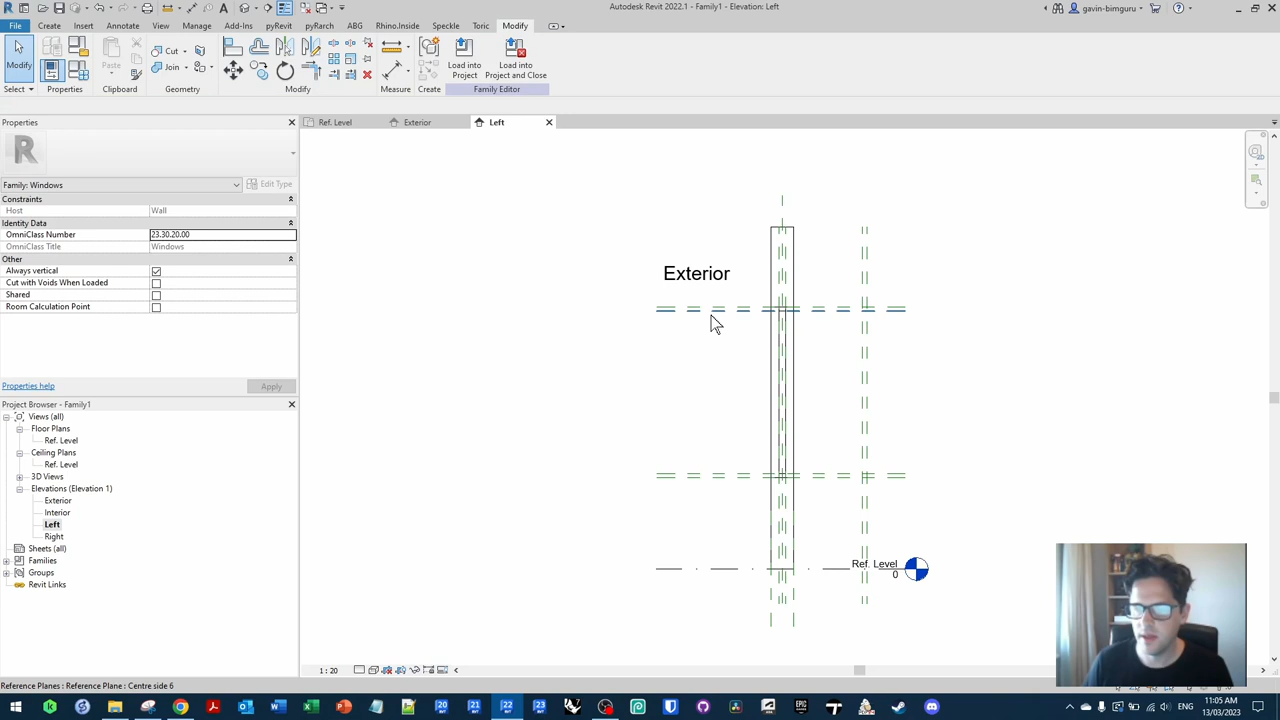 Autodesk Revit 2022.1 - Family1 - Elevation: Left
gavin-bimguru
File Create Insert Annotate View Manage Add-Ins pyRevit pyRarch Rhino.Inside Speckle Toric ABG Modify
Modify
Paste
Cut
Join
Load into
Project
Load into
Project and Close
Select Properties Clipboard Geometry Modify Measure Create Family Editor
Properties
Ref. Level
Exterior
Left
Family: Windows
Edit Type
Constraints
Host Wall
Identity Data
OmniClass Number 23.30.20.00
OmniClass Title Windows
Other
Always vertical
Cut with Voids When Loaded
Shared
Room Calculation Point
Properties help
Apply
Project Browser - Family1
Views (all)
Floor Plans
Ref. Level
Ceiling Plans
Ref. Level
3D Views
Elevations (Elevation 1)
Exterior
Interior
Left
Right
Sheets (all)
Families
Groups
Revit Links
Exterior
Ref. Level
0
1 : 20
Reference Planes : Reference Plane : Centre side 6
20 21 22 23
ENG
11:05 AM
13/03/2023